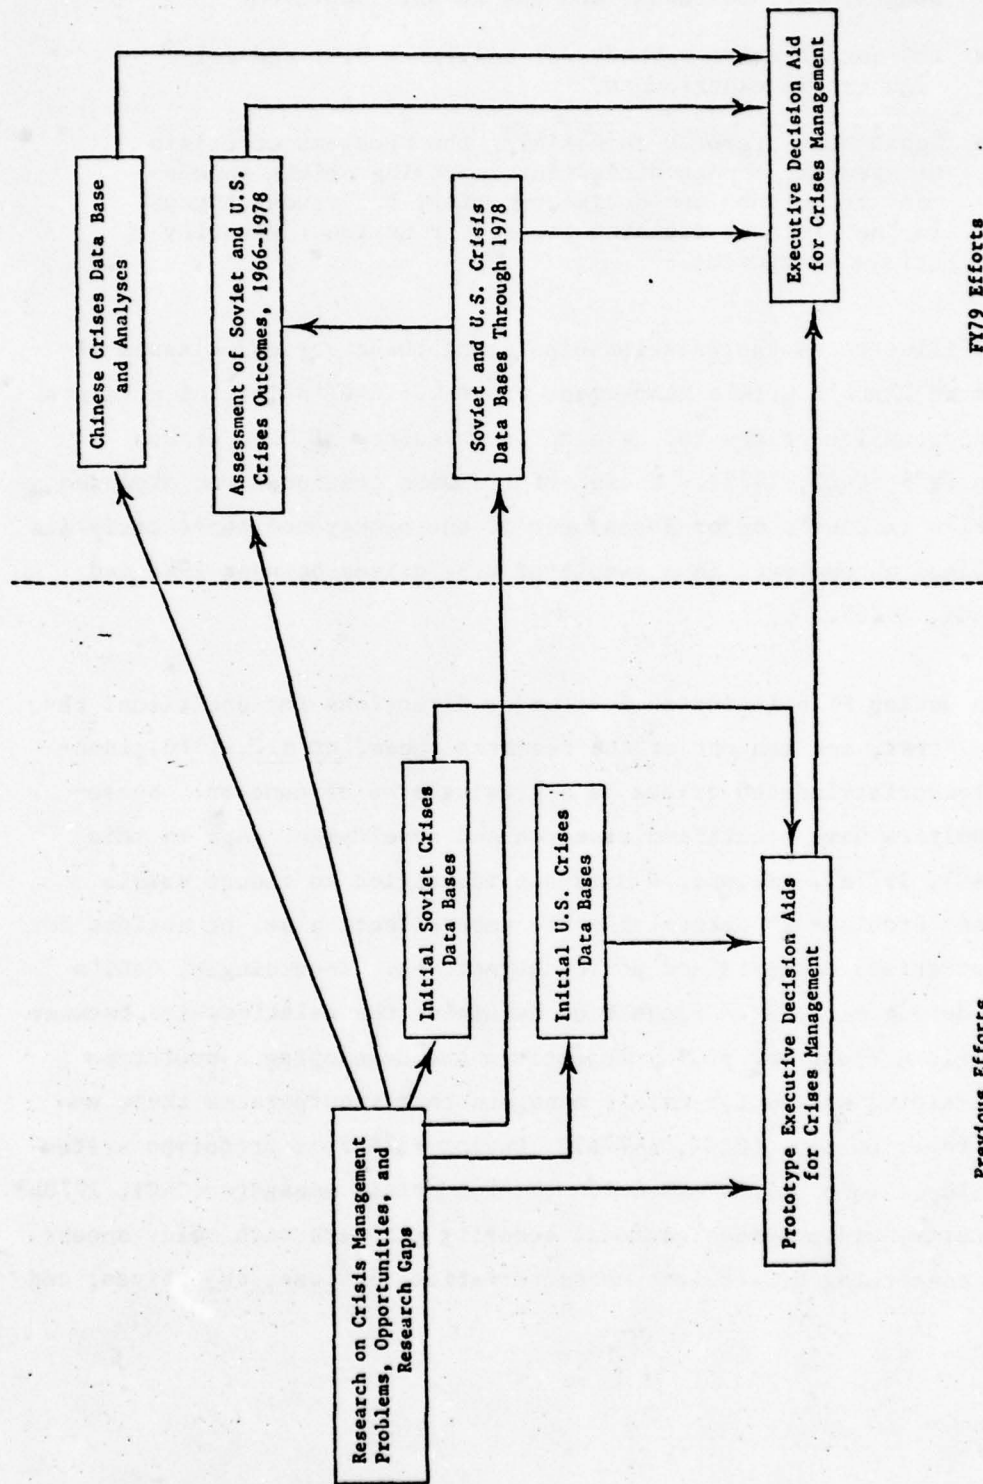 Chinese Crises Data Base
and Analyses
Assessment of Soviet and U.S.
Crises Outcomes, 1966-1978
Soviet and U.S. Crisis
Data Bases Through 1978
Executive Decision Aid
for Crises Management
FY79 Efforts
Research on Crisis Management
Problems, Opportunities, and
Research Gaps
Initial Soviet Crises
Data Bases
Initial U.S. Crises
Data Bases
Prototype Executive Decision Aids
for Crises Management
Previous Efforts